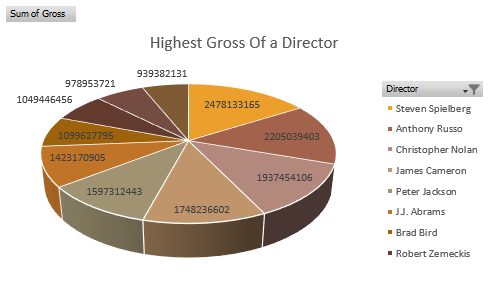 Sum of Gross
Highest Gross Of a Director
939382131
978953721
1049446456
2478133165
1099627795
2205039403
1423170905
1937454106
1597312443
1748236602
Director
Steven Spielberg
Anthony Russo
Christopher Nolan
James Cameron
Peter Jackson
J.J. Abrams
Brad Bird
Robert Zemeckis